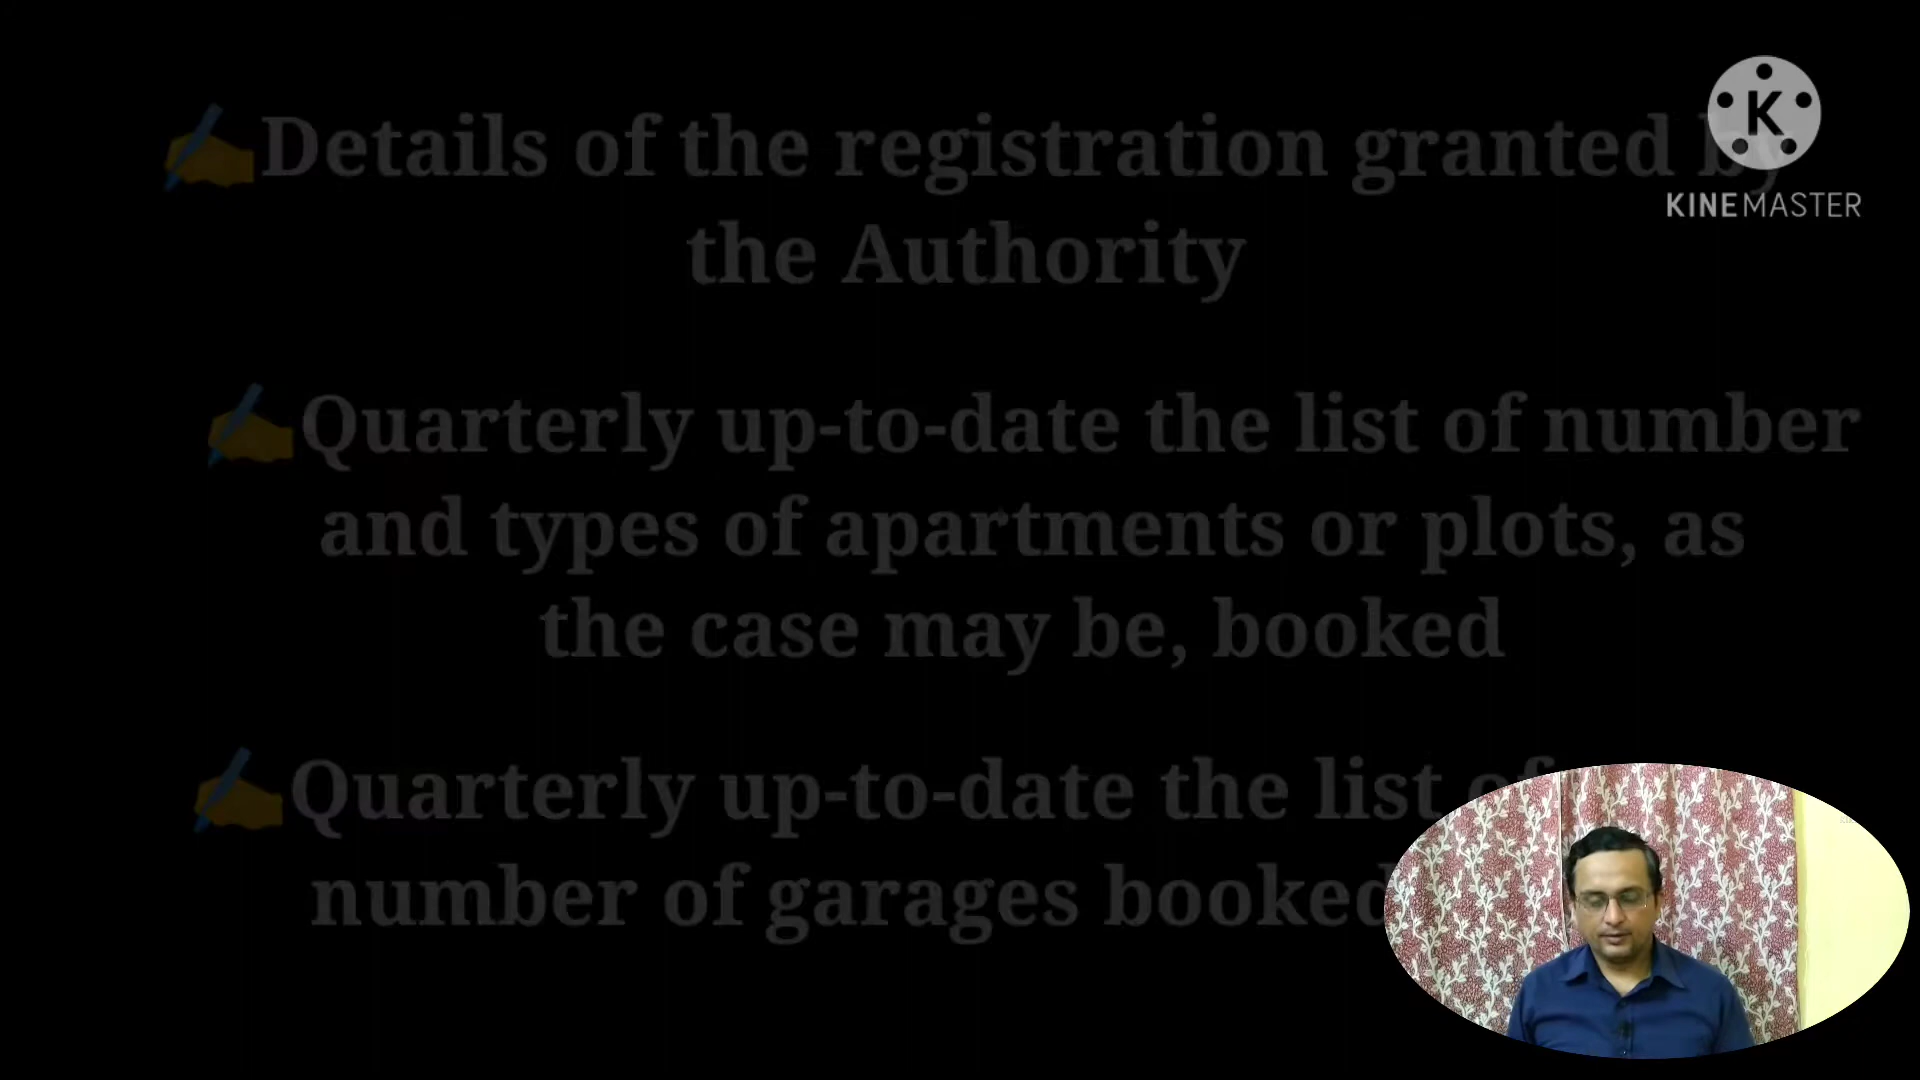 ✍Details of the registration granted by
the Authority
✍Quarterly up-to-date the list of number
and types of apartments or plots, as
the case may be, booked
✍Quarterly up-to-date the list of
number of garages booked
K
KINEMASTER